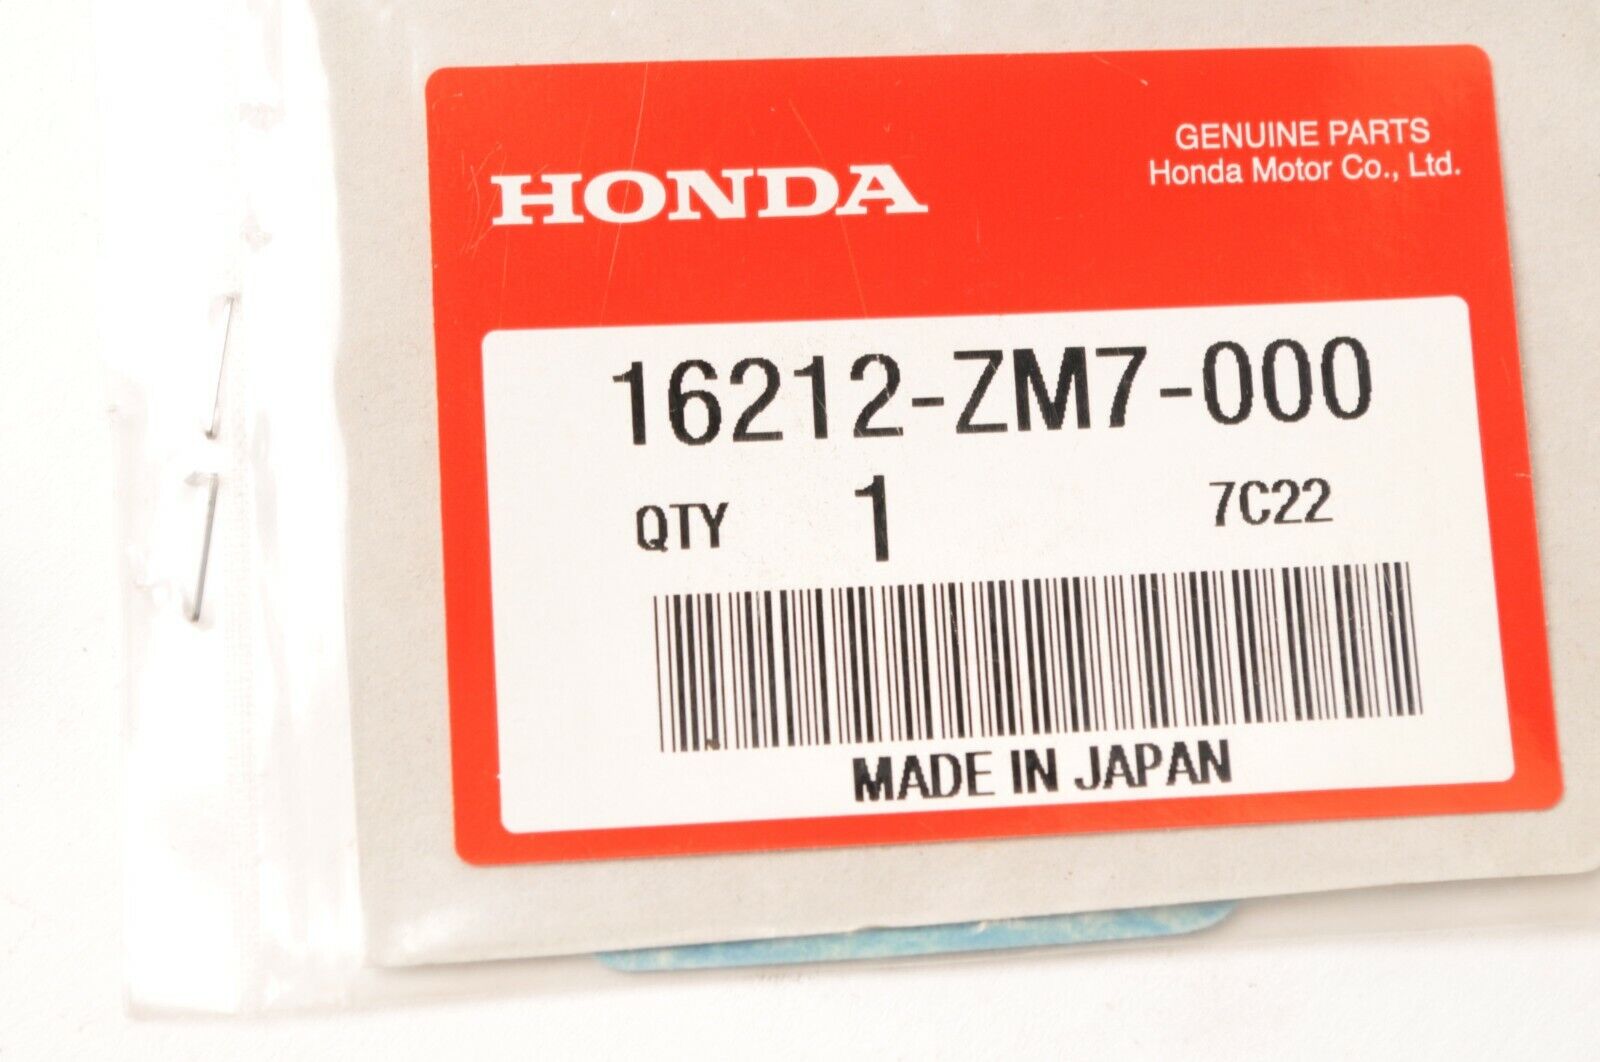 HONDA
GENUINE PARTS
Honda Motor Co., Ltd.
16212-ZM7-000
QTY 1 7C22
MADE IN JAPAN